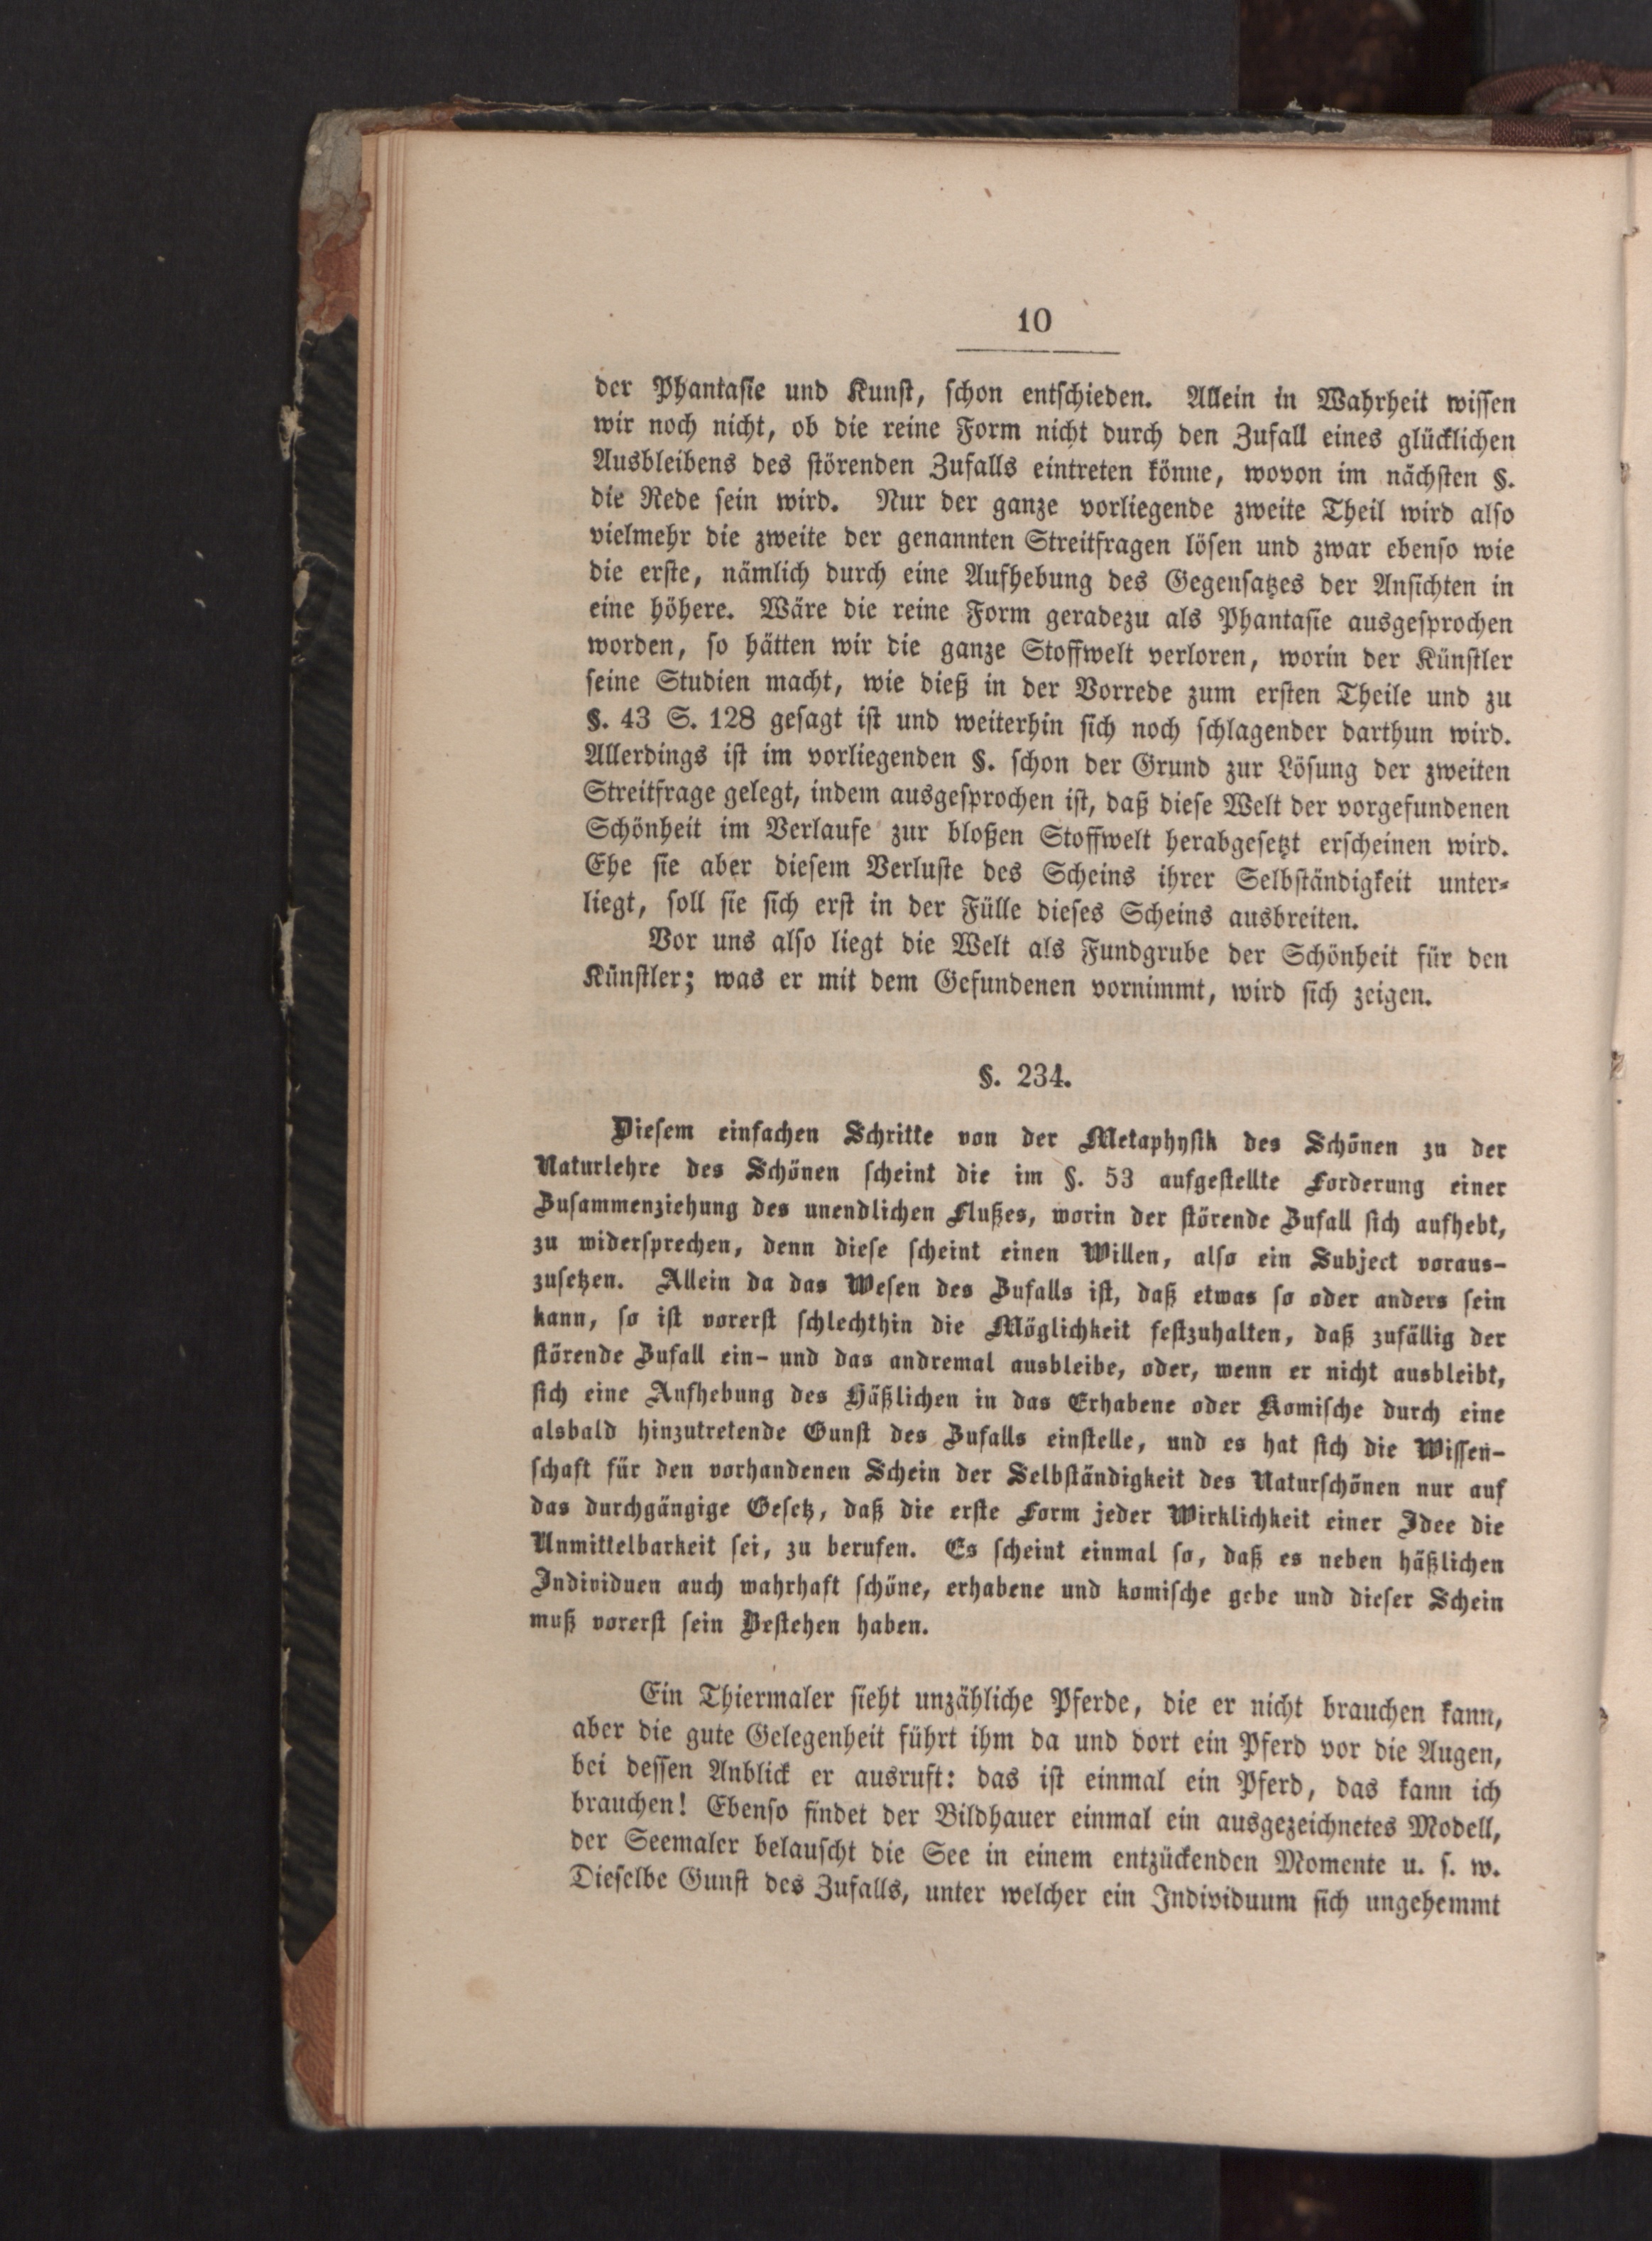 10
der Phantasie und Kunst, schon entschieden. Allein in Wahrheit wissen
wir noch nicht, ob die reine Form nicht durch den Zufall eines glücklichen
Ausbleibens des störenden Zufalls eintreten könne, wovon im nächsten §.
die Rede sein wird. Nur der ganze vorliegende zweite Theil wird also
vielmehr die zweite der genannten Streitfragen lösen und zwar ebenso wie
die erste, nämlich durch eine Aufhebung des Gegensatzes der Ansichten in
eine höhere. Wäre die reine Form geradezu als Phantasie ausgesprochen
worden, so hätten wir die ganze Stoffwelt verloren, worin der Künstler
seine Studien macht, wie dieß in der Vorrede zum ersten Theile und zu
§. 43 S. 128 gesagt ist und weiterhin sich noch schlagender darthun wird.
Allerdings ist im vorliegenden §. schon der Grund zur Lösung der zweiten
Streitfrage gelegt, indem ausgesprochen ist, daß diese Welt der vorgefundenen
Schönheit im Verlaufe zur bloßen Stoffwelt herabgesetzt erscheinen wird.
Ehe sie aber diesem Verluste des Scheins ihrer Selbständigkeit unter-
liegt, soll sie sich erst in der Fülle dieses Scheins ausbreiten.
Vor uns also liegt die Welt als Fundgrube der Schönheit für den
Künstler; was er mit dem Gefundenen vornimmt, wird sich zeigen.
§. 234.
Diesem einfachen Schritte von der Metaphysik des Schönen zu der
Naturlehre des Schönen scheint die im §. 53 aufgestellte Forderung einer
Zusammenziehung des unendlichen Flußes, worin der störende Zufall sich aufhebt,
zu widersprechen, denn diese scheint einen Willen, also ein Subject voraus-
zusetzen. Allein da das Wesen des Zufalls ist, daß etwas so oder anders sein
kann, so ist vorerst schlechthin die Möglichkeit festzuhalten, daß zufällig der
störende Zufall ein- und das andremal ausbleibe, oder, wenn er nicht ausbleibt,
sich eine Aufhebung des Häßlichen in das Erhabene oder Komische durch eine
alsbald hinzutretende Gunst des Zufalls einstelle, und es hat sich die Wissen-
schaft für den vorhandenen Schein der Selbständigkeit des Naturschönen nur auf
das durchgängige Gesetz, daß die erste Form jeder Wirklichkeit einer Idee die
Unmittelbarkeit sei, zu berufen. Es scheint einmal so, daß es neben häßlichen
Individuen auch wahrhaft schöne, erhabene und komische gebe und dieser Schein
muß vorerst sein Bestehen haben.
Ein Thiermaler sieht unzähliche Pferde, die er nicht brauchen kann,
aber die gute Gelegenheit führt ihm da und dort ein Pferd vor die Augen,
bei dessen Anblick er ausruft: das ist einmal ein Pferd, das kann ich
brauchen! Ebenso findet der Bildhauer einmal ein ausgezeichnetes Modell,
der Seemaler belauscht die See in einem entzückenden Momente u. s. w.
Dieselbe Gunst des Zufalls, unter welcher ein Individuum sich ungehemmt